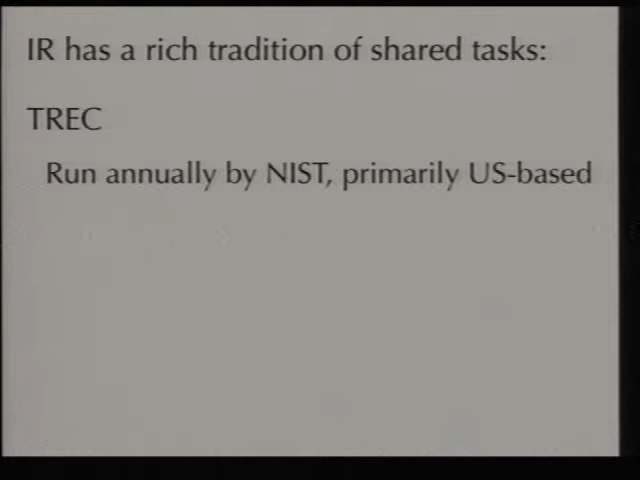 IR has a rich tradition of shared tasks:
TREC
Run annually by NIST, primarily US-based